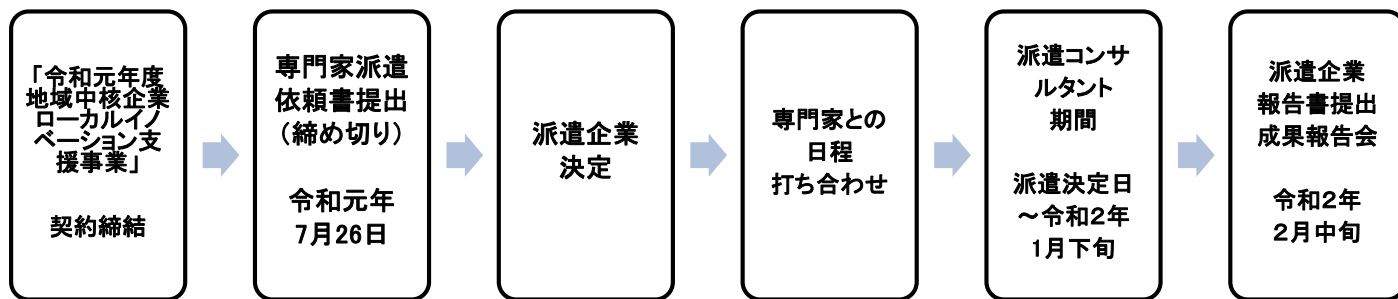 「令和元年度
地域中核企業
ローカルイノ
ベーション支
援事業」
契約締結
専門家派遣
依頼書提出
（締め切り）
令和元年
7月26日
派遣企業
決定
専門家との
日程
打ち合わせ
派遣コンサ
ルタント
期間
派遣決定日
～令和２年
1月下旬
派遣企業
報告書提出
成果報告会
令和２年
２月中旬